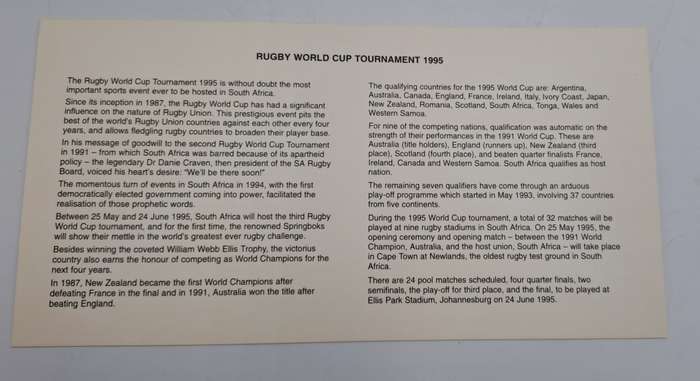 RUGBY WORLD CUP TOURNAMENT 1995
The Rugby World Cup Tournament 1995 is without doubt the most
important sports event ever to be hosted in South Africa.
Since its inception in 1987, the Rugby World Cup has had a significant
influence on the nature of Rugby Union. This prestigious event pits the
best of the world's Rugby Union countries against each other every four
years, and allows fledgling rugby countries to broaden their player base.
In his message of goodwill to the second Rugby World Cup Tournament
in 1991 – from which South Africa was barred because of its apartheid
policy – the legendary Dr Danie Craven, then president of the SA Rugby
Board, voiced his heart's desire: "We'll be there soon!"
The momentous turn of events in South Africa in 1994, with the first
democratically elected government coming into power, facilitated the
realisation of those prophetic words.
Between 25 May and 24 June 1995, South Africa will host the third Rugby
World Cup tournament, and for the first time, the renowned Springboks
will show their mettle in the world's greatest ever rugby challenge.
Besides winning the coveted William Webb Ellis Trophy, the victorious
country also earns the honour of competing as World Champions for the
next four years.
In 1987, New Zealand became the first World Champions after
defeating France in the final and in 1991, Australia won the title after
beating England.
The qualifying countries for the 1995 World Cup are: Argentina,
Australia, Canada, England, France, Ireland, Italy, Ivory Coast, Japan,
New Zealand, Romania, Scotland, South Africa, Tonga, Wales and
Western Samoa.
For nine of the competing nations, qualification was automatic on the
strength of their performances in the 1991 World Cup. These are
Australia (title holders), England (runners up), New Zealand (third
place), Scotland (fourth place), and beaten quarter finalists France,
Ireland, Canada and Western Samoa. South Africa qualifies as host
nation.
The remaining seven qualifiers have come through an arduous
play-off programme which started in May 1993, involving 37 countries
from five continents.
During the 1995 World Cup tournament, a total of 32 matches will be
played at nine rugby stadiums in South Africa. On 25 May 1995, the
opening ceremony and opening match – between the 1991 World
Champion, Australia, and the host union, South Africa – will take place
in Cape Town at Newlands, the oldest rugby test ground in South
Africa.
There are 24 pool matches scheduled, four quarter finals, two
semifinals, the play-off for third place, and the final, to be played at
Ellis Park Stadium, Johannesburg on 24 June 1995.